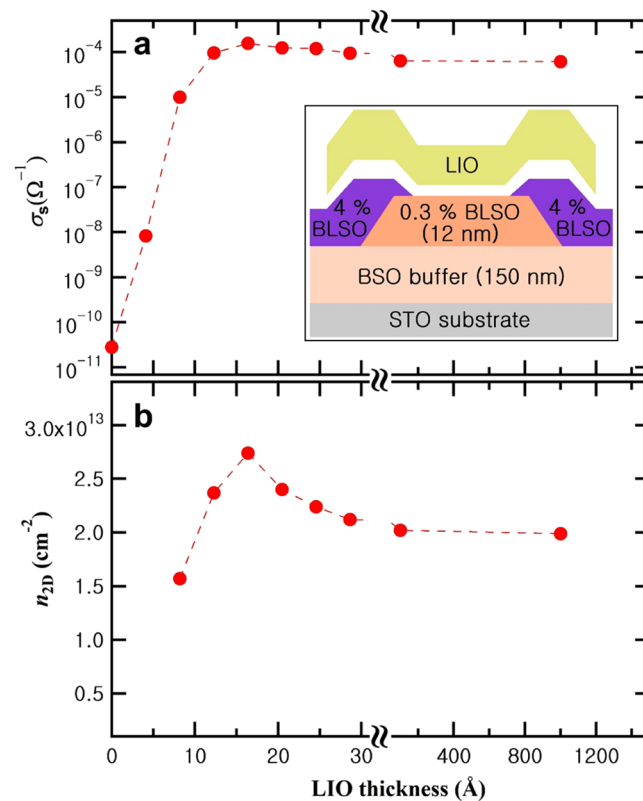 a
10⁻⁴
10⁻⁵
10⁻⁶
10⁻⁷
10⁻⁸
10⁻⁹
10⁻¹⁰
10⁻¹¹
σs(Ω⁻¹)
LIO
4 %
BLSO
0.3 % BLSO
(12 nm)
4 %
BLSO
BSO buffer (150 nm)
STO substrate
b
3.0x10¹³
2.5
2.0
1.5
1.0
0.5
n2D (cm⁻²)
0 10 20 30 400 800 1200
LIO thickness (Å)